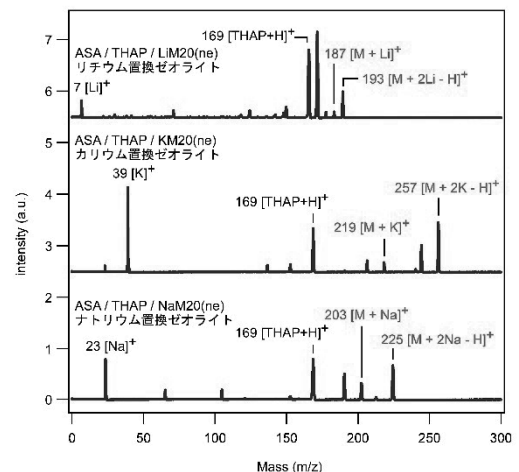 ASA / THAP / LiM20(ne)
リチウム置換ゼオライト
7 [Li]+
169 [THAP+H]+
187 [M + Li]+
193 [M + 2Li - H]+
ASA / THAP / KM20(ne)
カリウム置換ゼオライト
39 [K]+
169 [THAP+H]+
219 [M + K]+
257 [M + 2K - H]+
ASA / THAP / NaM20(ne)
ナトリウム置換ゼオライト
23 [Na]+
169 [THAP+H]+
203 [M + Na]+
225 [M + 2Na - H]+
intensity (a.u.)
7
6
5
4
3
2
1
0
0 50 100 150 200 250 300
Mass (m/z)